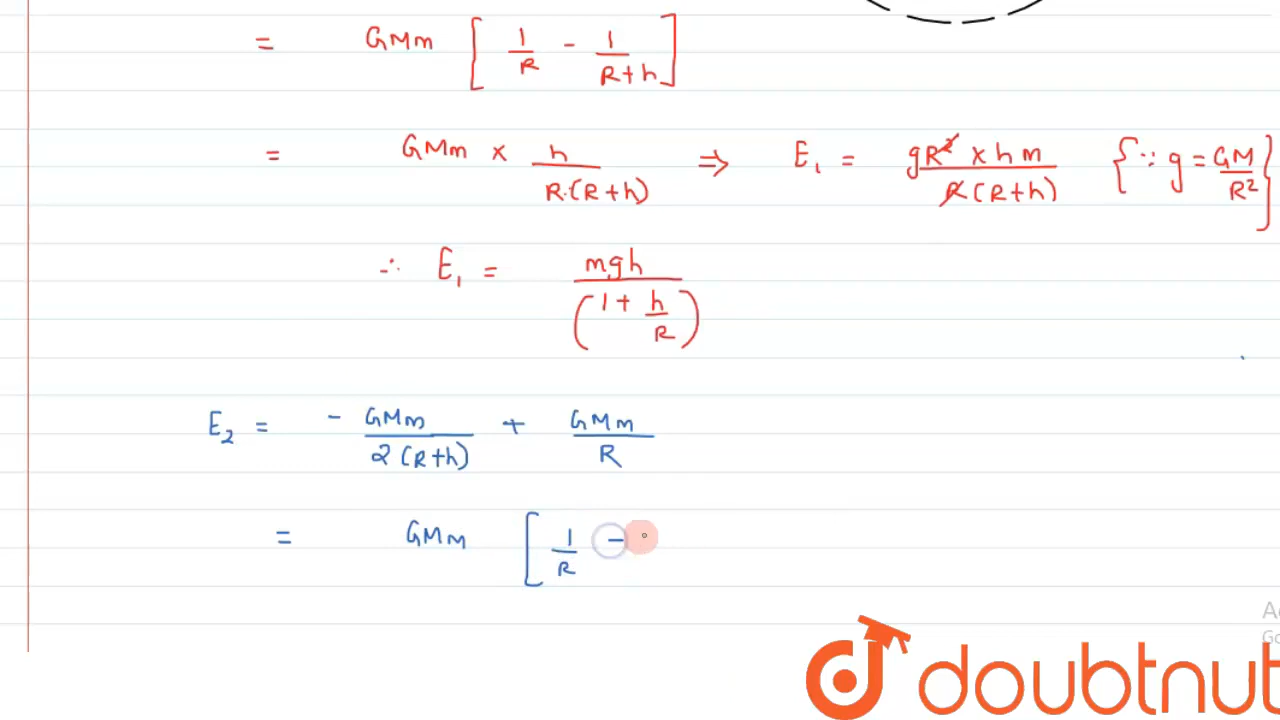 = GMm [ 1/R - 1/(R+h) ]
= GMm × h/(R.(R+h)) ⇒ E₁ = gR² × hm/(R(R+h)) {∵ g = GM/R²}
∴ E₁ = mgh/(1 + h/R)
E₂ = - GMm/(2(R+h)) + GMm/R
= GMm [ 1/R -
doubtnut